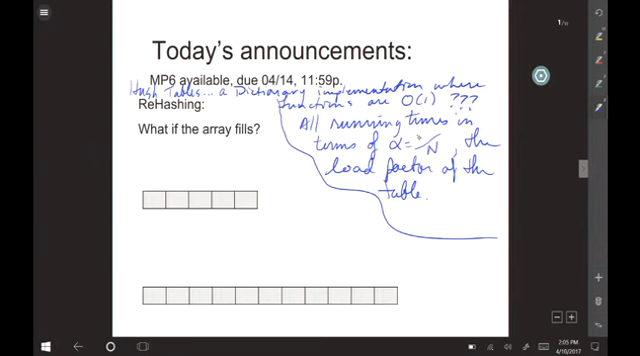 1/11
Today's announcements:
MP6 available, due 04/14, 11:59p.
Hash Tables... a Dictionary implementation where
ReHashing:
functions are O(1) ???
What if the array fills?
All running times in
terms of α = n/N, the
load factor of the
table.
2:05 PM
4/10/2017